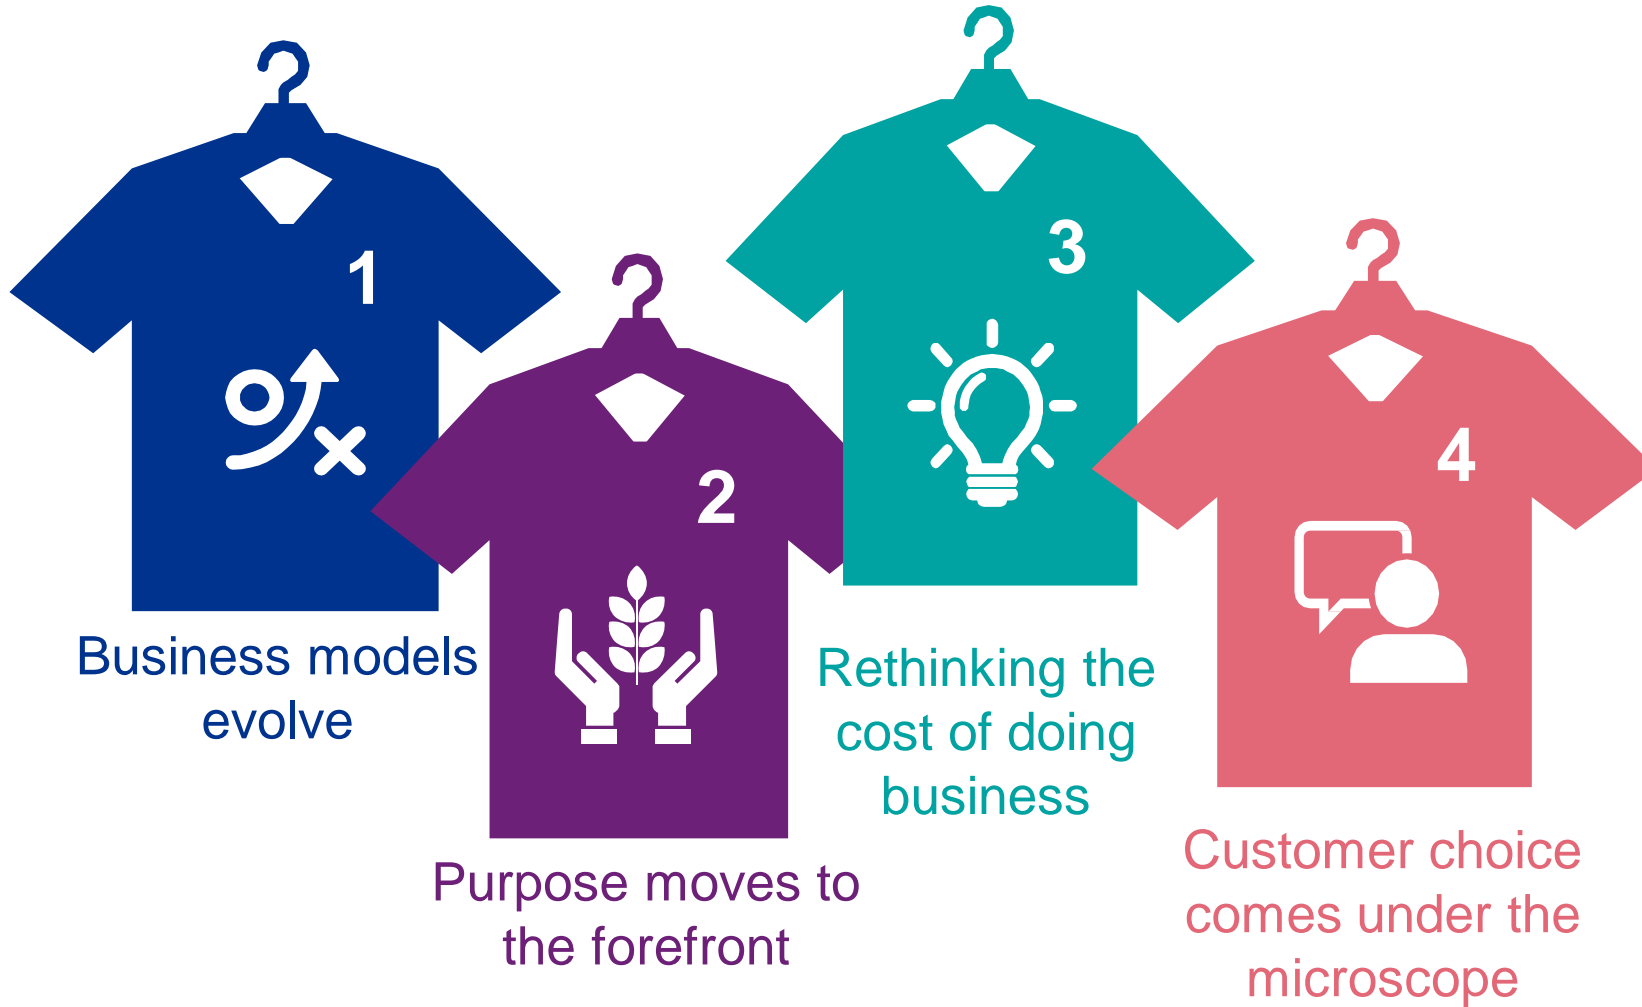 1
Business models
evolve
2
Purpose moves to
the forefront
3
Rethinking the
cost of doing
business
4
Customer choice
comes under the
microscope